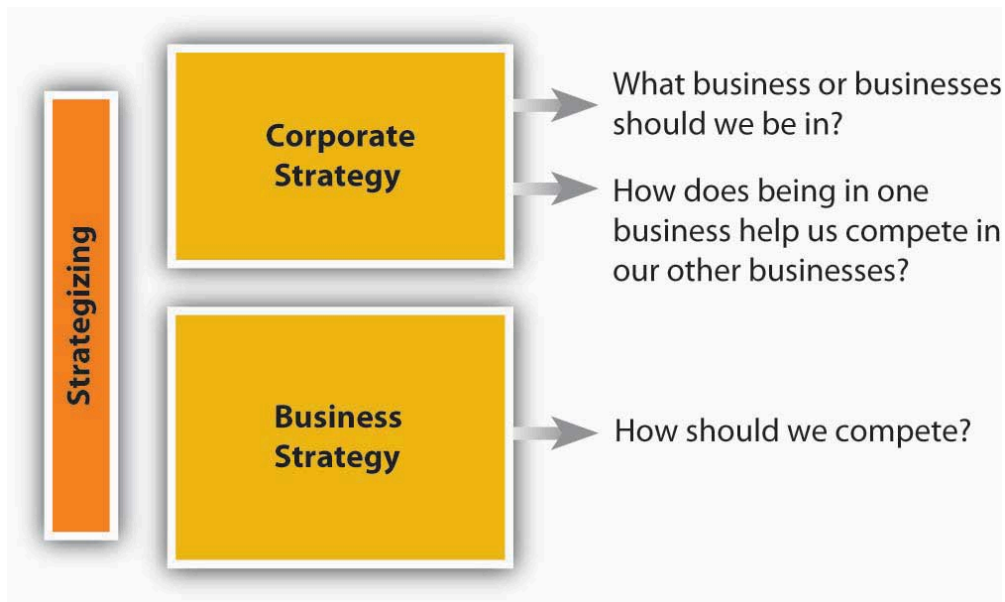 Strategizing
Corporate
Strategy
What business or businesses
should we be in?
How does being in one
business help us compete in
our other businesses?
Business
Strategy
How should we compete?